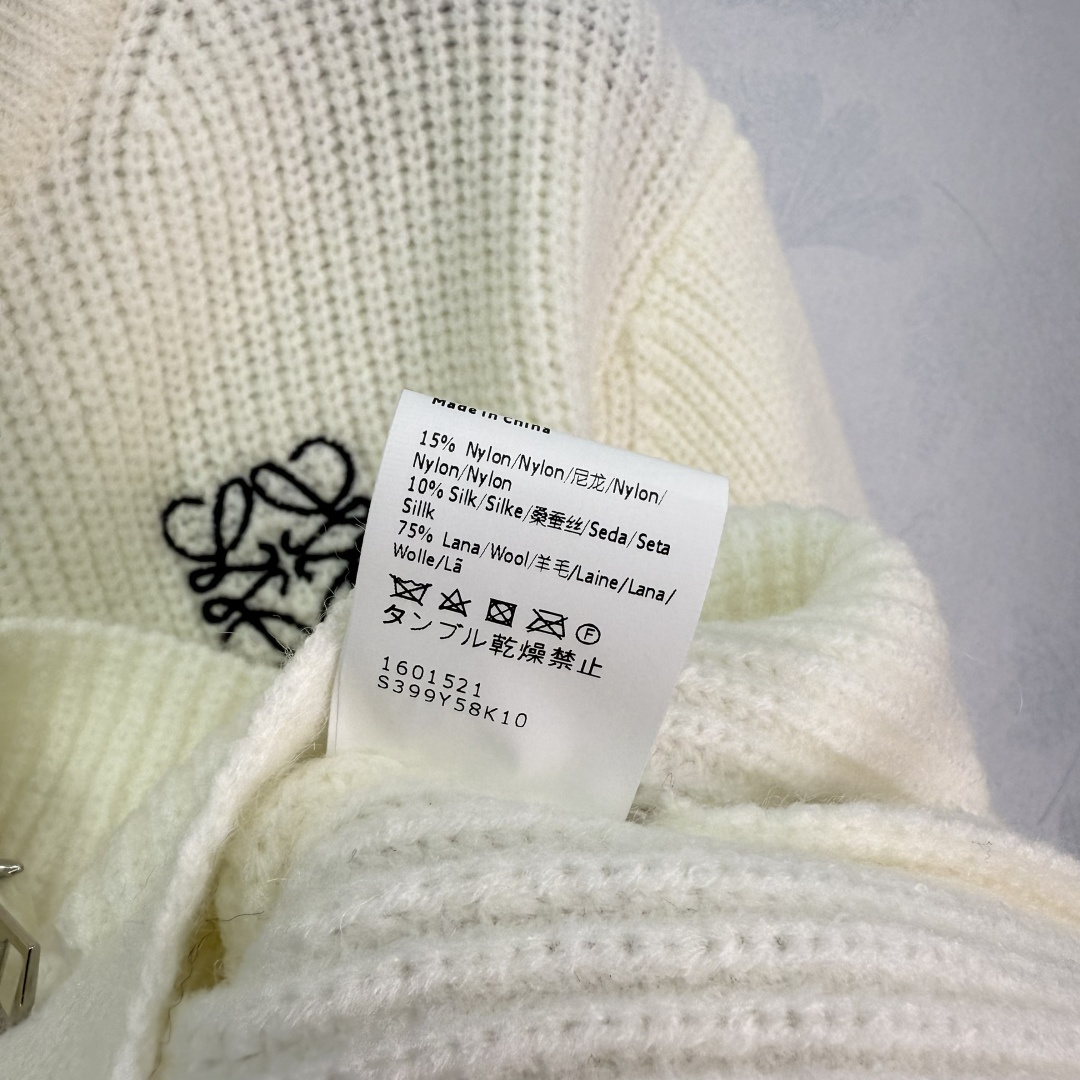 Made in China
15% Nylon/Nylon/尼龙/Nylon/
Nylon/Nylon
10% Silk/Silke/桑蚕丝/Seda/Seta
Sillk
75% Lana/Wool/羊毛/Laine/Lana/
Wolle/Lã
F
タンブル乾燥禁止
1601521
S399Y58K10